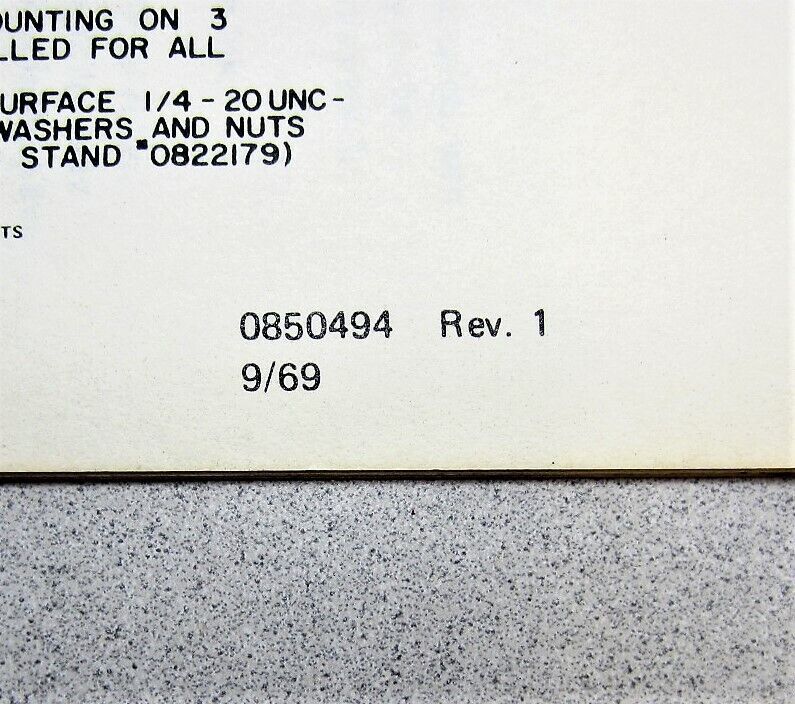 OUNTING ON 3
LLED FOR ALL
URFACE 1/4-20 UNC-
WASHERS AND NUTS
STAND #0822179)
TS
0850494 Rev. 1
9/69